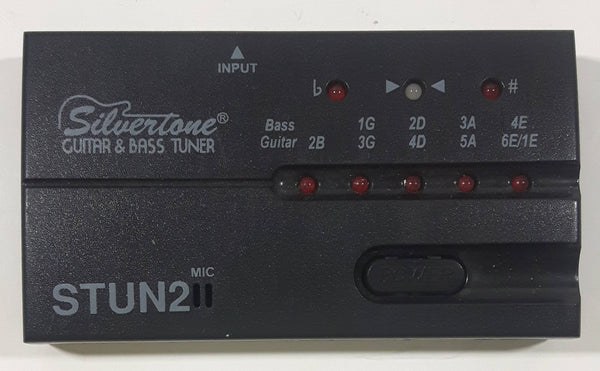 INPUT
♭ ▶ ◀ #
Silvertone®
GUITAR & BASS TUNER
Bass 1G 2D 3A 4E
Guitar 2B 3G 4D 5A 6E/1E
MIC
STUN2